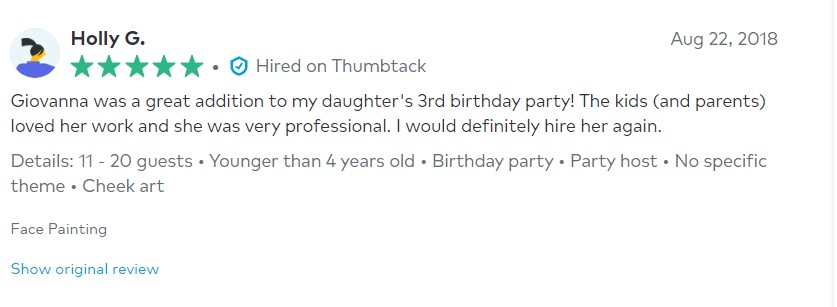 Holly G.
Aug 22, 2018
• Hired on Thumbtack
Giovanna was a great addition to my daughter's 3rd birthday party! The kids (and parents)
loved her work and she was very professional. I would definitely hire her again.
Details: 11 - 20 guests • Younger than 4 years old • Birthday party • Party host • No specific
theme • Cheek art
Face Painting
Show original review